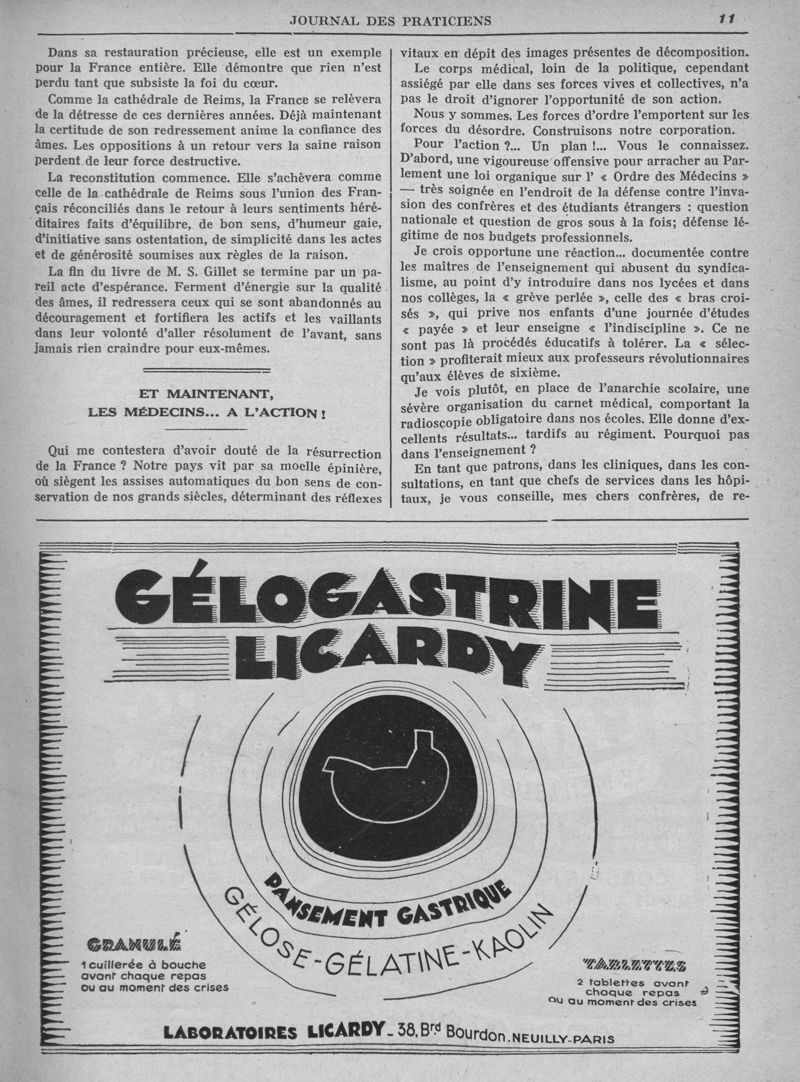 JOURNAL DES PRATICIENS
11
Dans sa restauration précieuse, elle est un exemple
pour la France entière. Elle démontre que rien n'est
perdu tant que subsiste la foi du cœur.
Comme la cathédrale de Reims, la France se relèvera
de la détresse de ces dernières années. Déjà maintenant
la certitude de son redressement anime la confiance des
âmes. Les oppositions à un retour vers la saine raison
perdent de leur force destructive.
La reconstitution commence. Elle s'achèvera comme
celle de la cathédrale de Reims sous l'union des Fran-
çais réconciliés dans le retour à leurs sentiments héré-
ditaires faits d'équilibre, de bon sens, d'humeur gaie,
d'initiative sans ostentation, de simplicité dans les actes
et de générosité soumises aux règles de la raison.
La fin du livre de M. S. Gillet se termine par un pa-
reil acte d'espérance. Ferment d'énergie sur la qualité
des âmes, il redressera ceux qui se sont abandonnés au
découragement et fortifiera les actifs et les vaillants
dans leur volonté d'aller résolument de l'avant, sans
jamais rien craindre pour eux-mêmes.
ET MAINTENANT,
LES MÉDECINS... A L'ACTION !
Qui me contestera d'avoir douté de la résurrection
de la France ? Notre pays vit par sa moelle épinière,
où siègent les assises automatiques du bon sens de con-
servation de nos grands siècles, déterminant des réflexes
vitaux en dépit des images présentes de décomposition.
Le corps médical, loin de la politique, cependant
assiégé par elle dans ses forces vives et collectives, n'a
pas le droit d'ignorer l'opportunité de son action.
Nous y sommes. Les forces d'ordre l'emportent sur les
forces du désordre. Construisons notre corporation.
Pour l'action ?... Un plan !... Vous le connaissez.
D'abord, une vigoureuse offensive pour arracher au Par-
lement une loi organique sur l' « Ordre des Médecins »
— très soignée en l'endroit de la défense contre l'inva-
sion des confrères et des étudiants étrangers : question
nationale et question de gros sous à la fois; défense lé-
gitime de nos budgets professionnels.
Je crois opportune une réaction... documentée contre
les maîtres de l'enseignement qui abusent du syndica-
lisme, au point d'y introduire dans nos lycées et dans
nos collèges, la « grève perlée », celle des « bras croi-
sés », qui prive nos enfants d'une journée d'études
« payée » et leur enseigne « l'indiscipline ». Ce ne
sont pas là procédés éducatifs à tolérer. La « sélec-
tion » profiterait mieux aux professeurs révolutionnaires
qu'aux élèves de sixième.
Je vois plutôt, en place de l'anarchie scolaire, une
sévère organisation du carnet médical, comportant la
radioscopie obligatoire dans nos écoles. Elle donne d'ex-
cellents résultats... tardifs au régiment. Pourquoi pas
dans l'enseignement ?
En tant que patrons, dans les cliniques, dans les con-
sultations, en tant que chefs de services dans les hôpi-
taux, je vous conseille, mes chers confrères, de re-
GÉLOGASTRINE
LICARDY
PANSEMENT GASTRIQUE
GÉLOSE-GÉLATINE-KAOLIN
GRANULÉ
1 cuillerée à bouche
avant chaque repas
ou au moment des crises
TABLETTES
2 tablettes avant
chaque repas
ou au moment des crises
LABORATOIRES LICARDY_38, Brd Bourdon. NEUILLY-PARIS